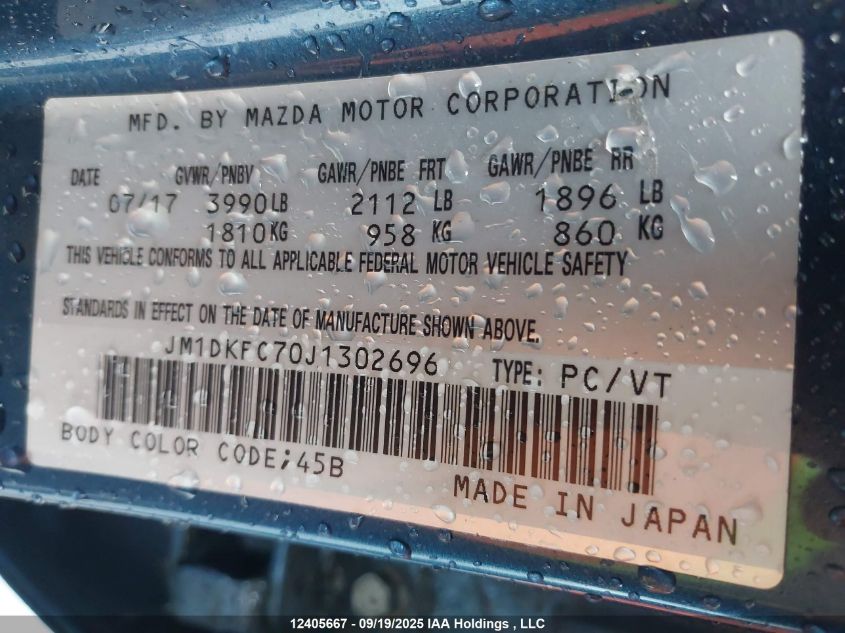 MFD. BY MAZDA MOTOR CORPORATION
DATE GVWR/PNBV GAWR/PNBE FRT GAWR/PNBE RR
07/17 3990LB 2112 LB 1896 LB
1810KG 958 KG 860 KG
THIS VEHICLE CONFORMS TO ALL APPLICABLE FEDERAL MOTOR VEHICLE SAFETY
STANDARDS IN EFFECT ON THE DATE OF MANUFACTURE SHOWN ABOVE.
JM1DKFC70J1302696 TYPE: PC/VT
BODY COLOR CODE;45B
MADE IN JAPAN
12405667 - 09/19/2025 IAA Holdings , LLC